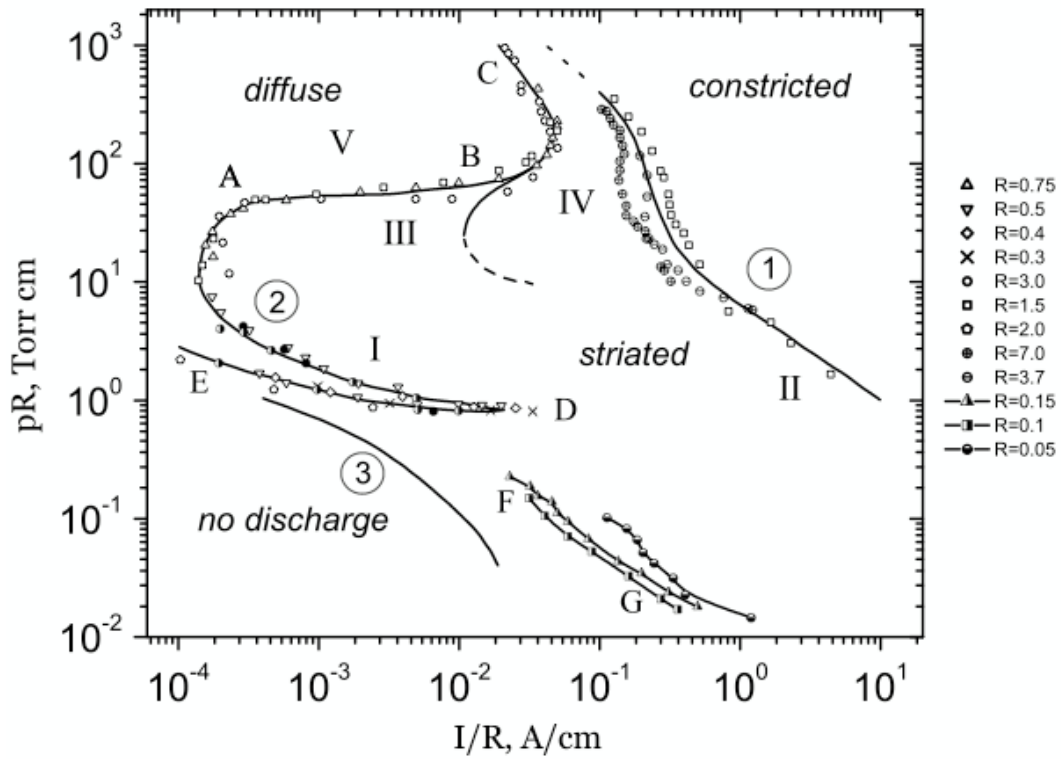 10³
10²
10¹
10⁰
10⁻¹
10⁻²
pR, Torr cm
10⁻⁴
10⁻³
10⁻²
10⁻¹
10⁰
10¹
I/R, A/cm
C
diffuse
constricted
V
B
A
IV
III
1
2
I
striated
E
D
II
3
F
no discharge
G
R=0.75
R=0.5
R=0.4
R=0.3
R=3.0
R=1.5
R=2.0
R=7.0
R=3.7
R=0.15
R=0.1
R=0.05